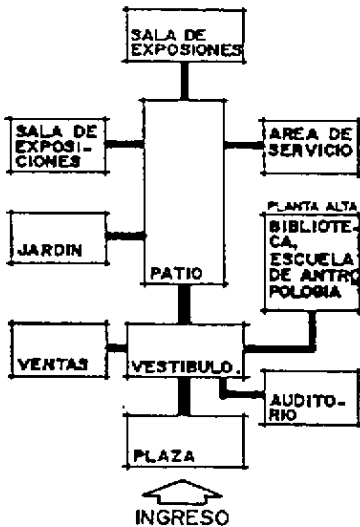 SALA DE
EXPOSIONES
SALA DE
EXPOSI-
CIONES
AREA DE
SERVICIO
JARDIN
PATIO
PLANTA ALTA
BIBLIOTE-
CA,
ESCUELA
DE ANTRO
POLOGIA
VENTAS
VESTIBULO.
AUDITO-
RIO
PLAZA
INGRESO